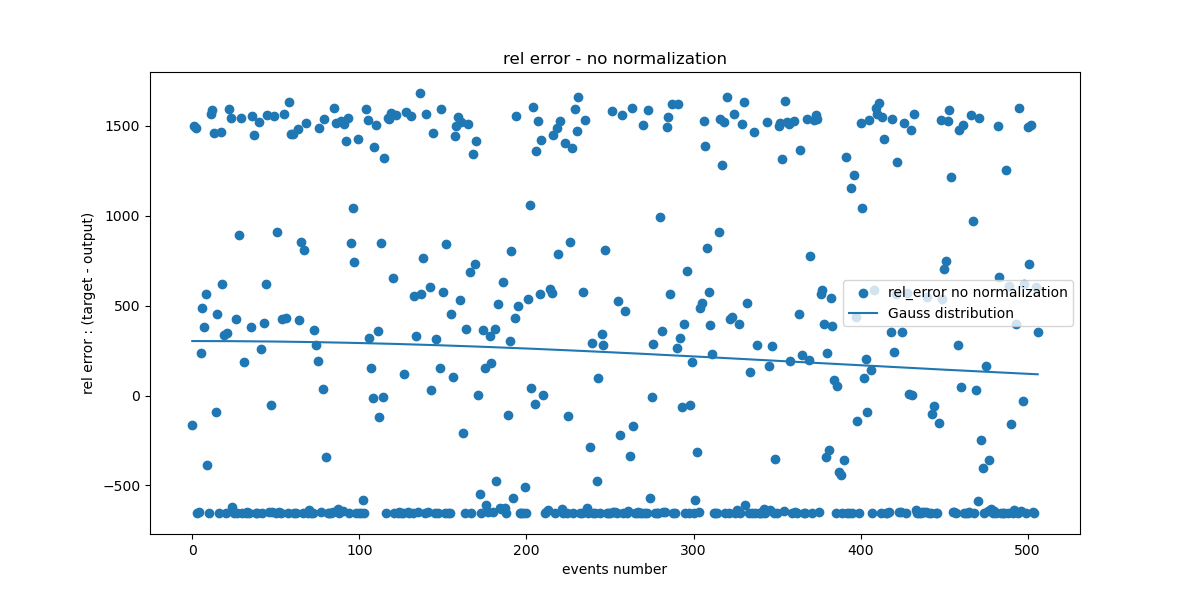 rel error - no normalization
rel error : (target - output)
1500
1000
500
0
−500
rel_error no normalization
Gauss distribution
0 100 200 300 400 500
events number